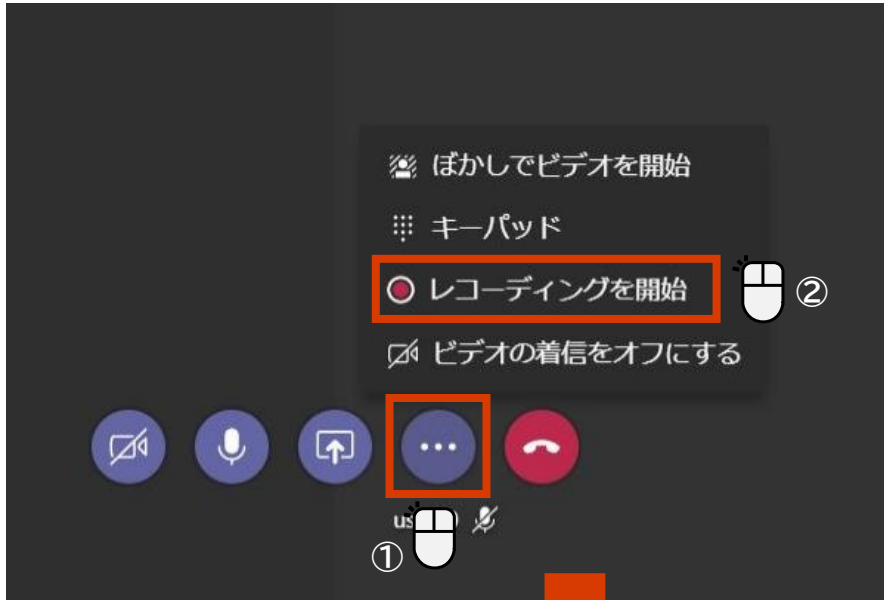 ぼかしでビデオを開始
キーパッド
レコーディングを開始
②
ビデオの着信をオフにする
①